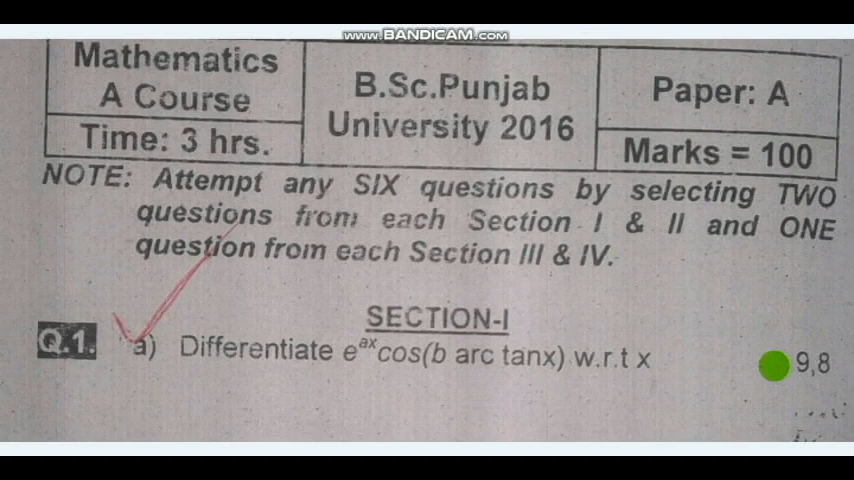 www.BANDICAM.com
Mathematics
A Course
Time: 3 hrs.
B.Sc.Punjab
University 2016
Paper: A
Marks = 100
NOTE: Attempt any SIX questions by selecting TWO
questions from each Section I & II and ONE
question from each Section III & IV.
SECTION-I
Q.1. a) Differentiate e^ax cos(b arc tanx) w.r.t x 9,8